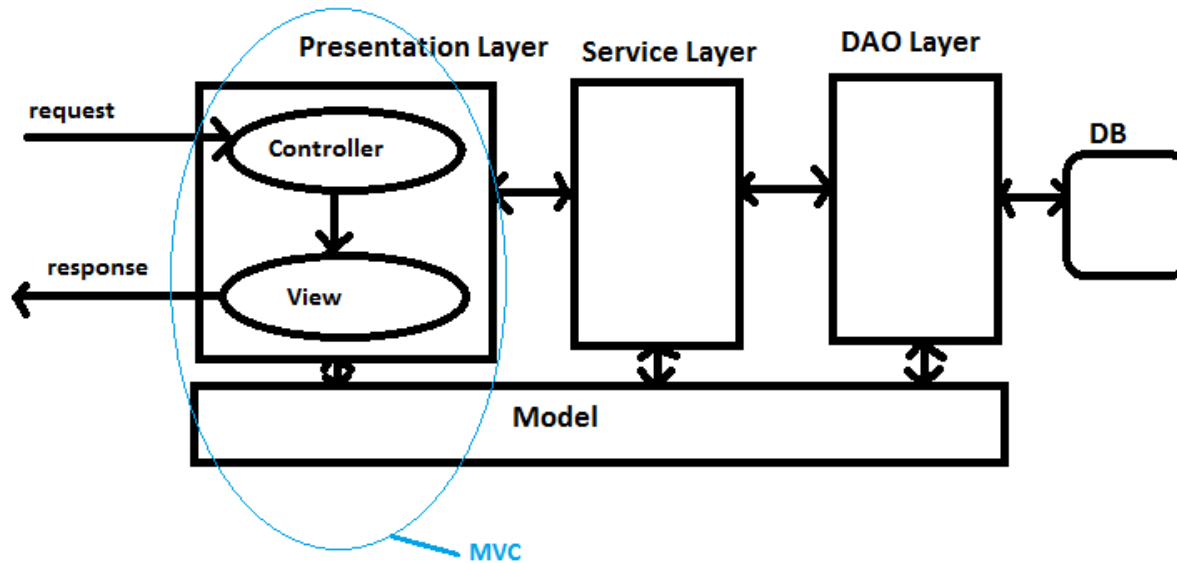 Presentation Layer
Service Layer
DAO Layer
request
Controller
DB
response
View
Model
MVC